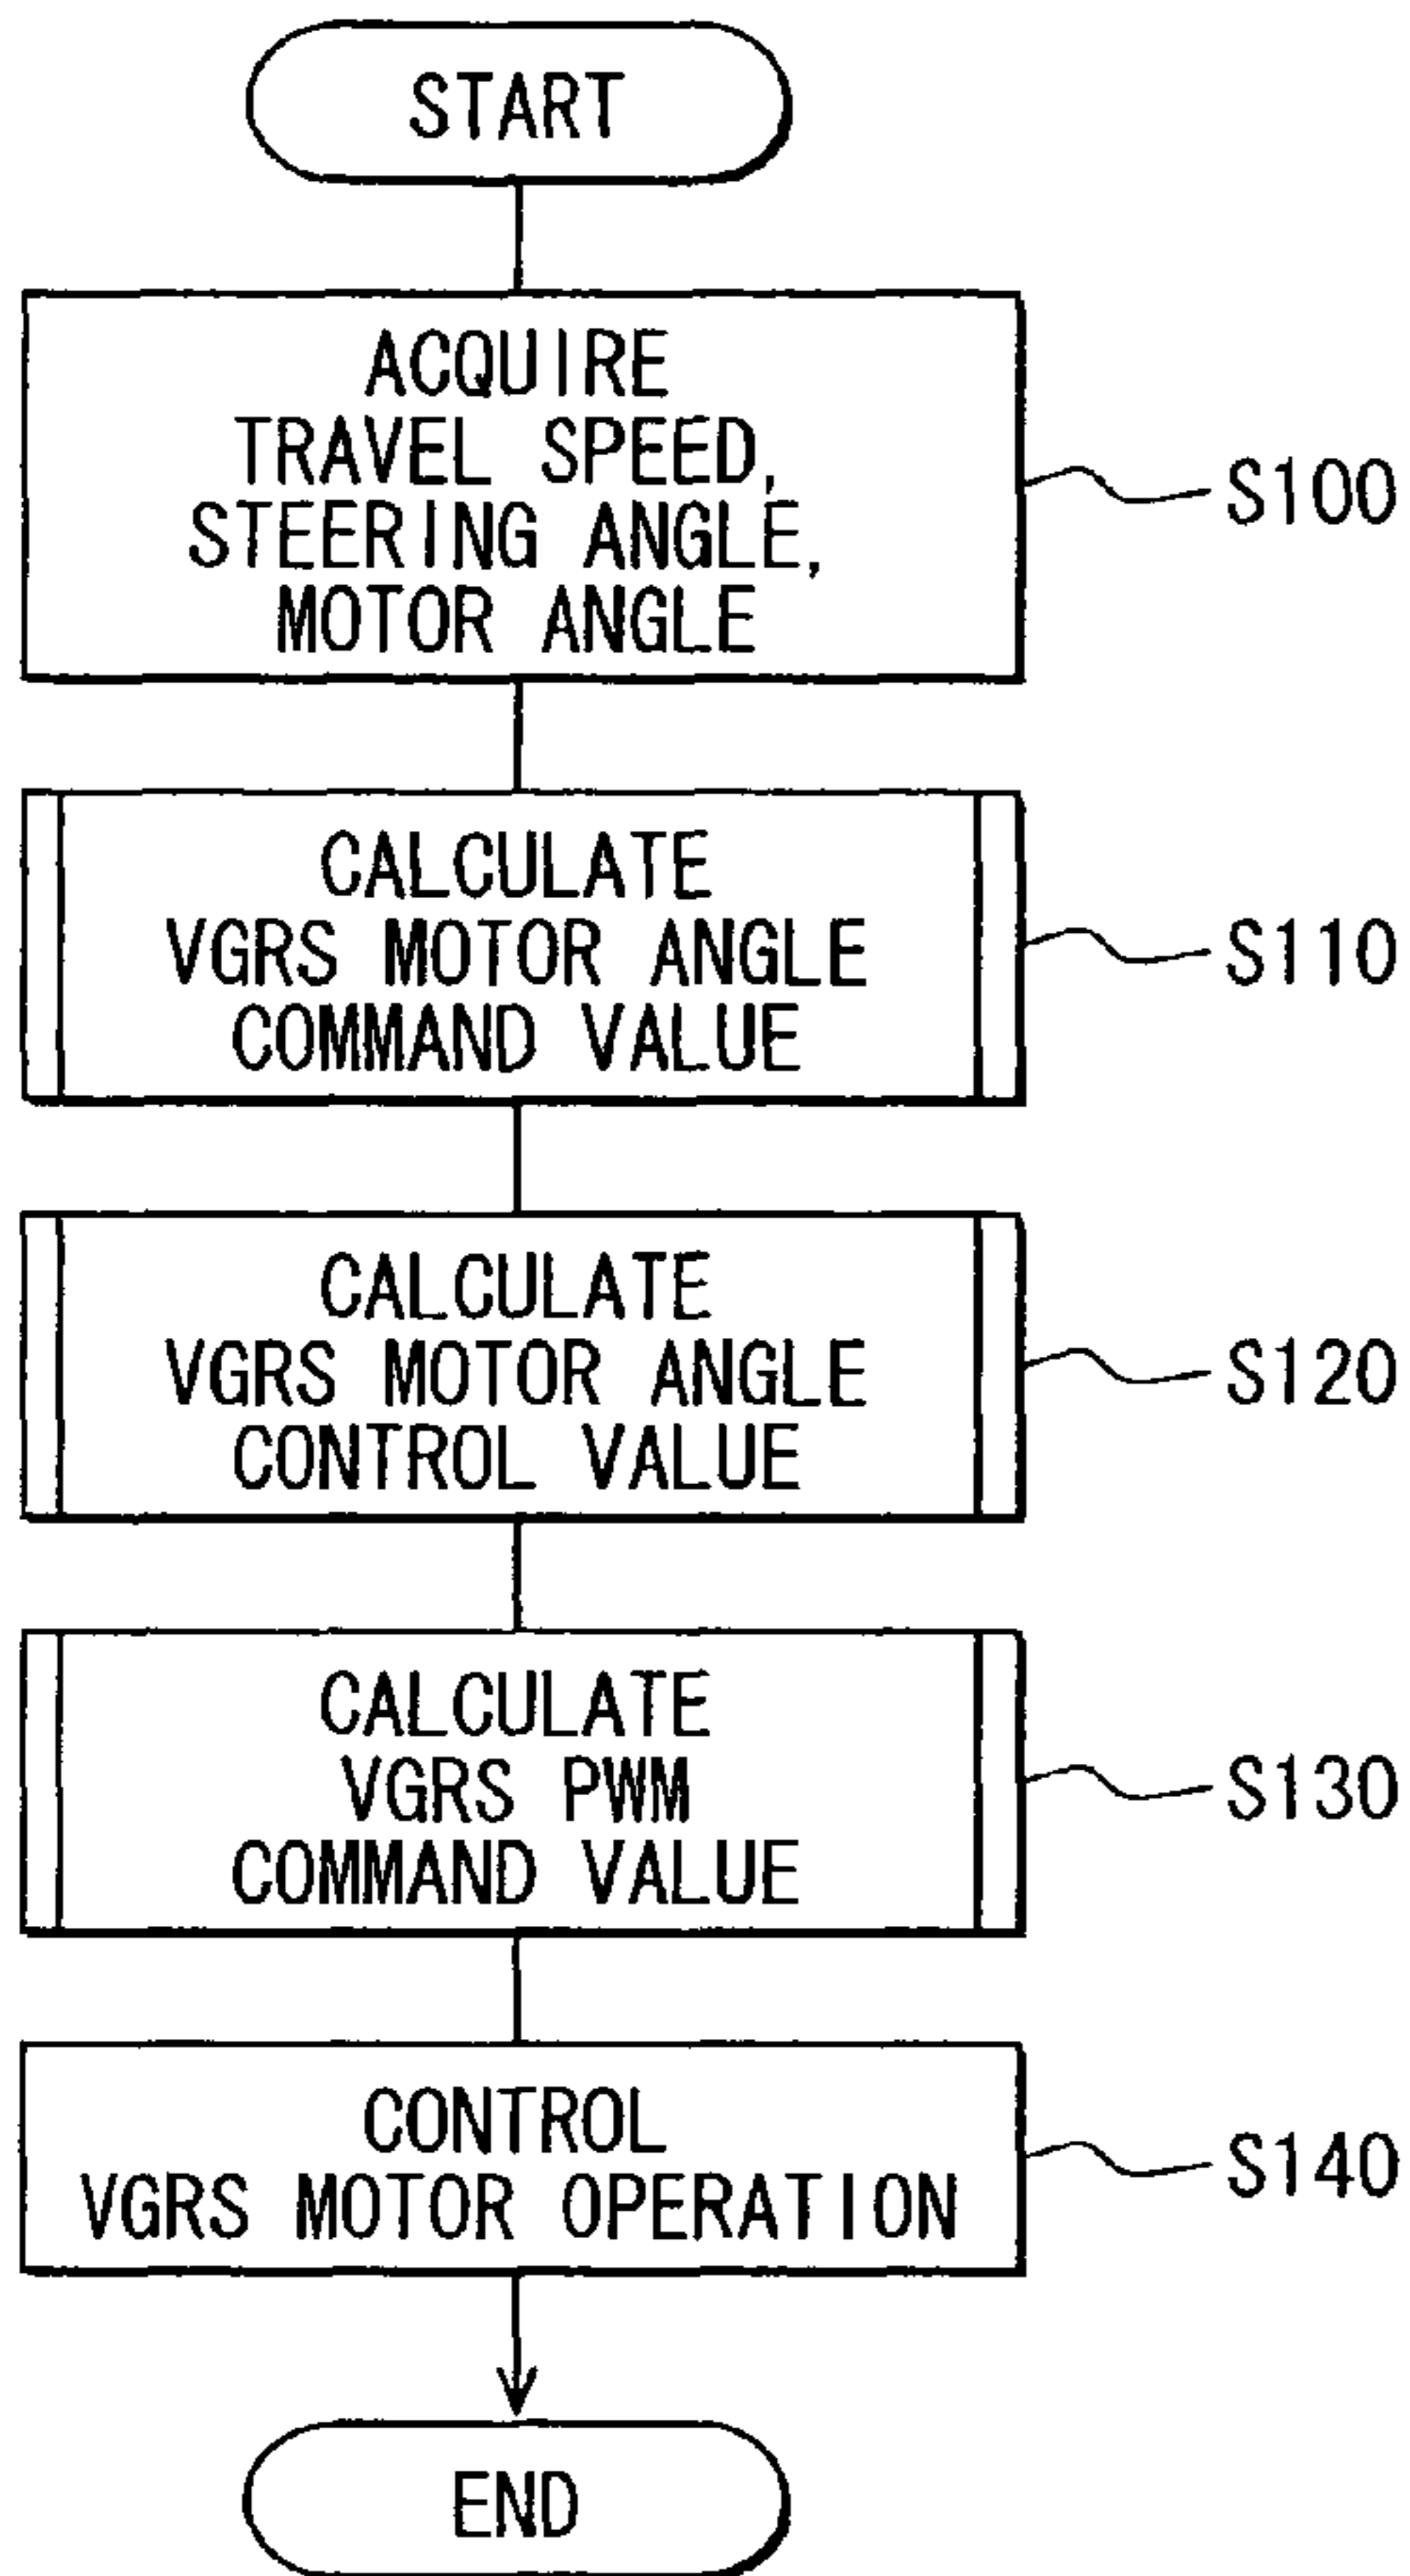 START
ACQUIRE
TRAVEL SPEED,
STEERING ANGLE,
MOTOR ANGLE
S100
CALCULATE
VGRS MOTOR ANGLE
COMMAND VALUE
S110
CALCULATE
VGRS MOTOR ANGLE
CONTROL VALUE
S120
CALCULATE
VGRS PWM
COMMAND VALUE
S130
CONTROL
VGRS MOTOR OPERATION
S140
END